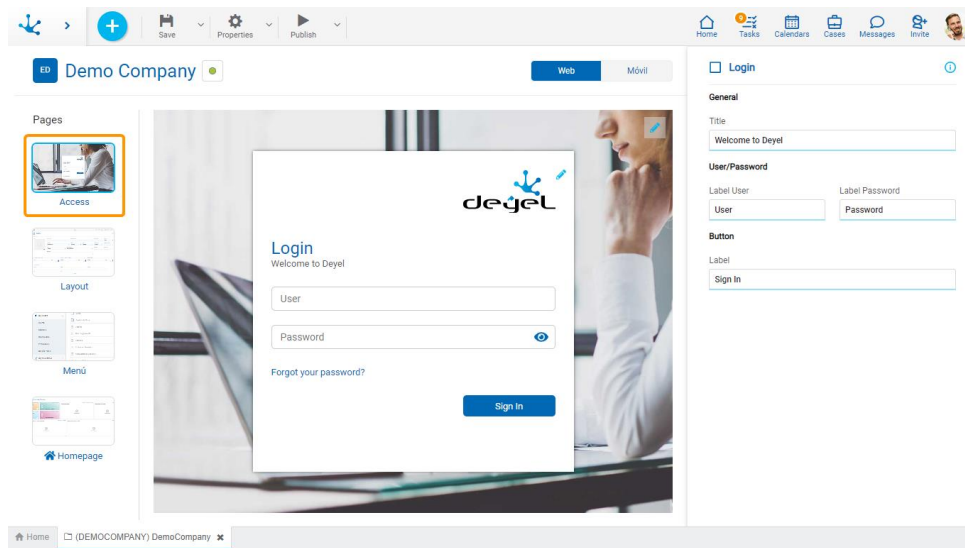 Save
Properties
Publish
Home
9
Tasks
Calendars
Cases
Messages
Invite
ED
Demo Company
Web
Móvil
Pages
Access
Layout
Menú
Homepage
deyel
Login
Welcome to Deyel
User
Password
Forgot your password?
Sign In
Login
General
Title
Welcome to Deyel
User/Password
Label User
Label Password
User
Password
Button
Label
Sign In
Home
(DEMOCOMPANY) DemoCompany